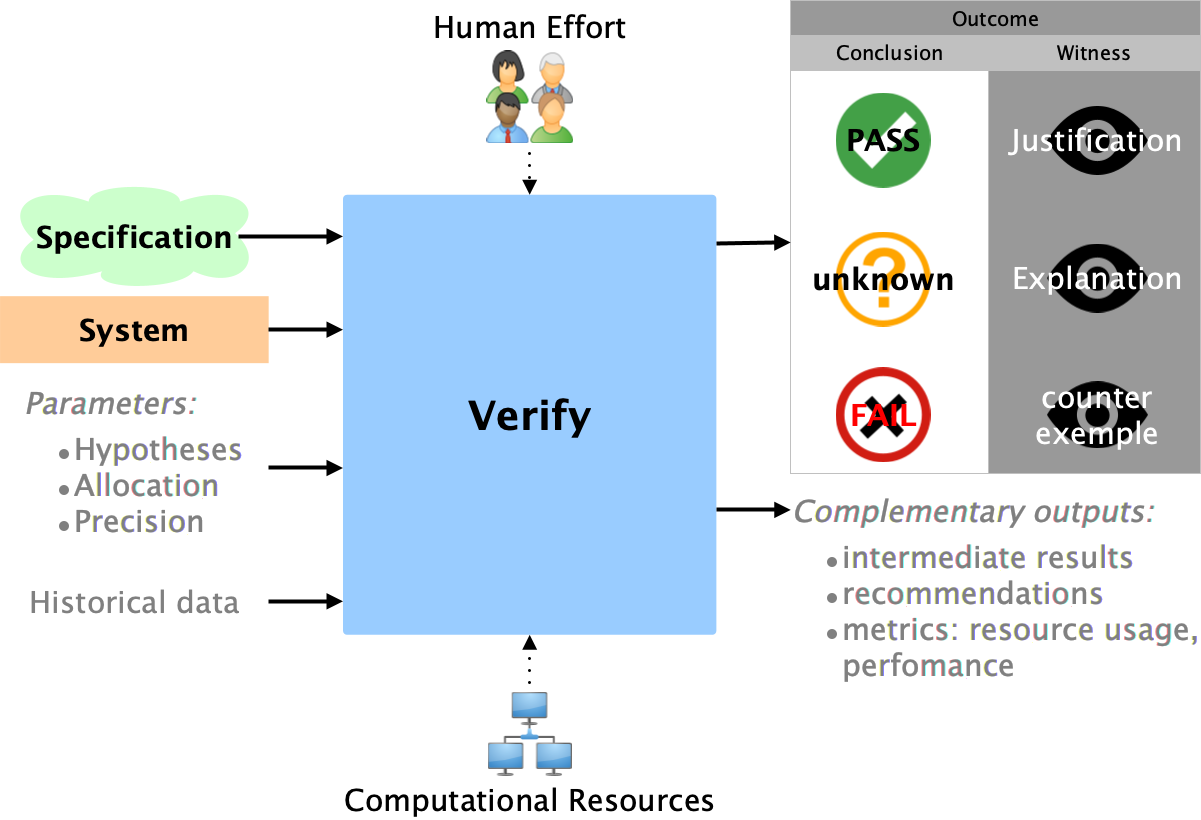 Human Effort
Outcome
Conclusion
Witness
PASS
Justification
Specification
unknown
Explanation
System
Parameters:
Hypotheses
Allocation
Precision
Verify
FAIL
counter
exemple
Historical data
Complementary outputs:
intermediate results
recommendations
metrics: resource usage,
perfomance
Computational Resources